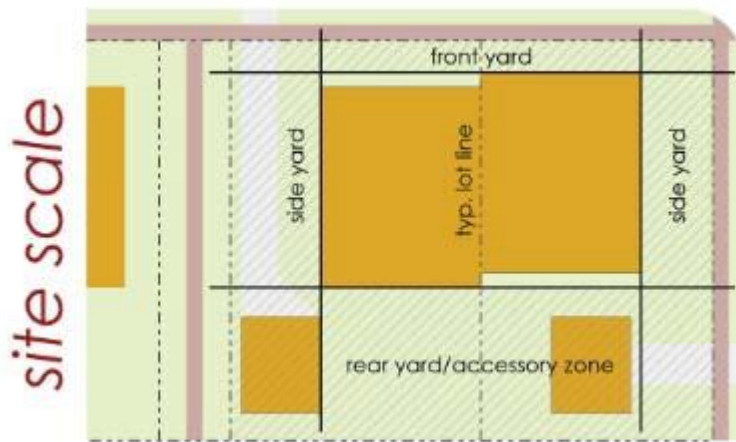 site scale
front yard
side yard
typ. lot line
side yard
rear yard/accessory zone